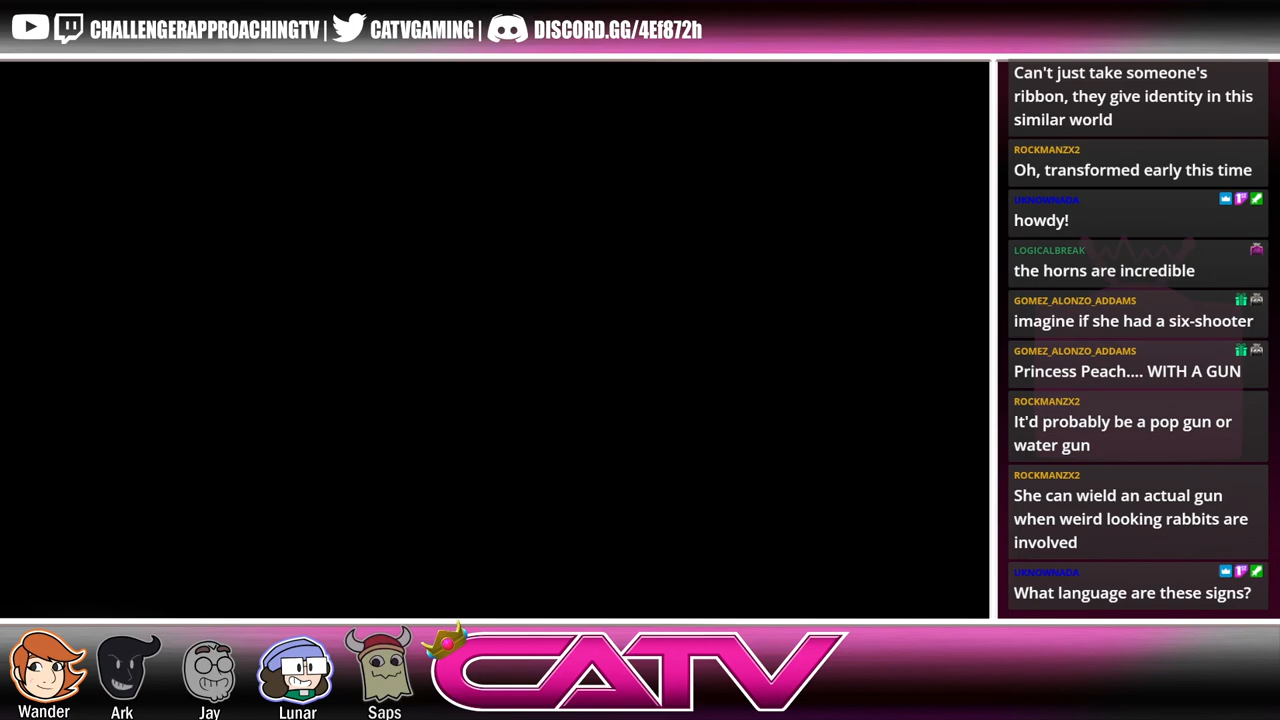 CHALLENGERAPPROACHINGTV | CATVGAMING | DISCORD.GG/4Ef872h
Can't just take someone's
ribbon, they give identity in this
similar world
ROCKMANZX2
Oh, transformed early this time
UKNOWNADA
howdy!
LOGICALBREAK
the horns are incredible
GOMEZ_ALONZO_ADDAMS
imagine if she had a six-shooter
GOMEZ_ALONZO_ADDAMS
Princess Peach.... WITH A GUN
ROCKMANZX2
It'd probably be a pop gun or
water gun
ROCKMANZX2
She can wield an actual gun
when weird looking rabbits are
involved
UKNOWNADA
What language are these signs?
CATV
Wander Ark Jay Lunar Saps